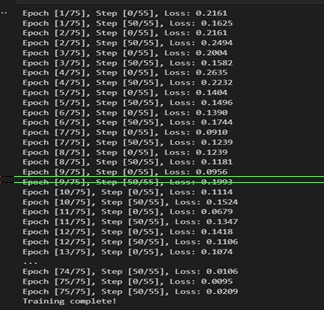 Epoch [1/75], Step [0/55], Loss: 0.2161
Epoch [1/75], Step [50/55], Loss: 0.1625
Epoch [2/75], Step [0/55], Loss: 0.2161
Epoch [2/75], Step [50/55], Loss: 0.2494
Epoch [3/75], Step [0/55], Loss: 0.2004
Epoch [3/75], Step [50/55], Loss: 0.1582
Epoch [4/75], Step [0/55], Loss: 0.2635
Epoch [4/75], Step [50/55], Loss: 0.2232
Epoch [5/75], Step [0/55], Loss: 0.1404
Epoch [5/75], Step [50/55], Loss: 0.1496
Epoch [6/75], Step [0/55], Loss: 0.1390
Epoch [6/75], Step [50/55], Loss: 0.1744
Epoch [7/75], Step [0/55], Loss: 0.0910
Epoch [7/75], Step [50/55], Loss: 0.1239
Epoch [8/75], Step [0/55], Loss: 0.1239
Epoch [8/75], Step [50/55], Loss: 0.1181
Epoch [9/75], Step [0/55], Loss: 0.0956
Epoch [9/75], Step [50/55], Loss: 0.1993
Epoch [10/75], Step [0/55], Loss: 0.1114
Epoch [10/75], Step [50/55], Loss: 0.1524
Epoch [11/75], Step [0/55], Loss: 0.0679
Epoch [11/75], Step [50/55], Loss: 0.1347
Epoch [12/75], Step [0/55], Loss: 0.1418
Epoch [12/75], Step [50/55], Loss: 0.1106
Epoch [13/75], Step [0/55], Loss: 0.1074
...
Epoch [74/75], Step [50/55], Loss: 0.0106
Epoch [75/75], Step [0/55], Loss: 0.0095
Epoch [75/75], Step [50/55], Loss: 0.0209
Training complete!